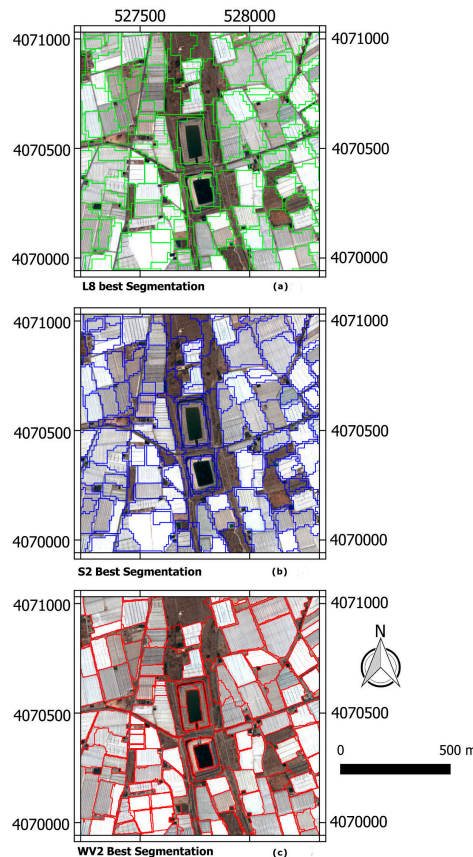 527500 528000
4071000 4071000
4070500 4070500
4070000 4070000
L8 best Segmentation (a)
4071000 4071000
4070500 4070500
4070000 4070000
S2 Best Segmentation (b)
4071000 4071000
N
4070500 4070500
0 500 m
4070000 4070000
WV2 Best Segmentation (c)